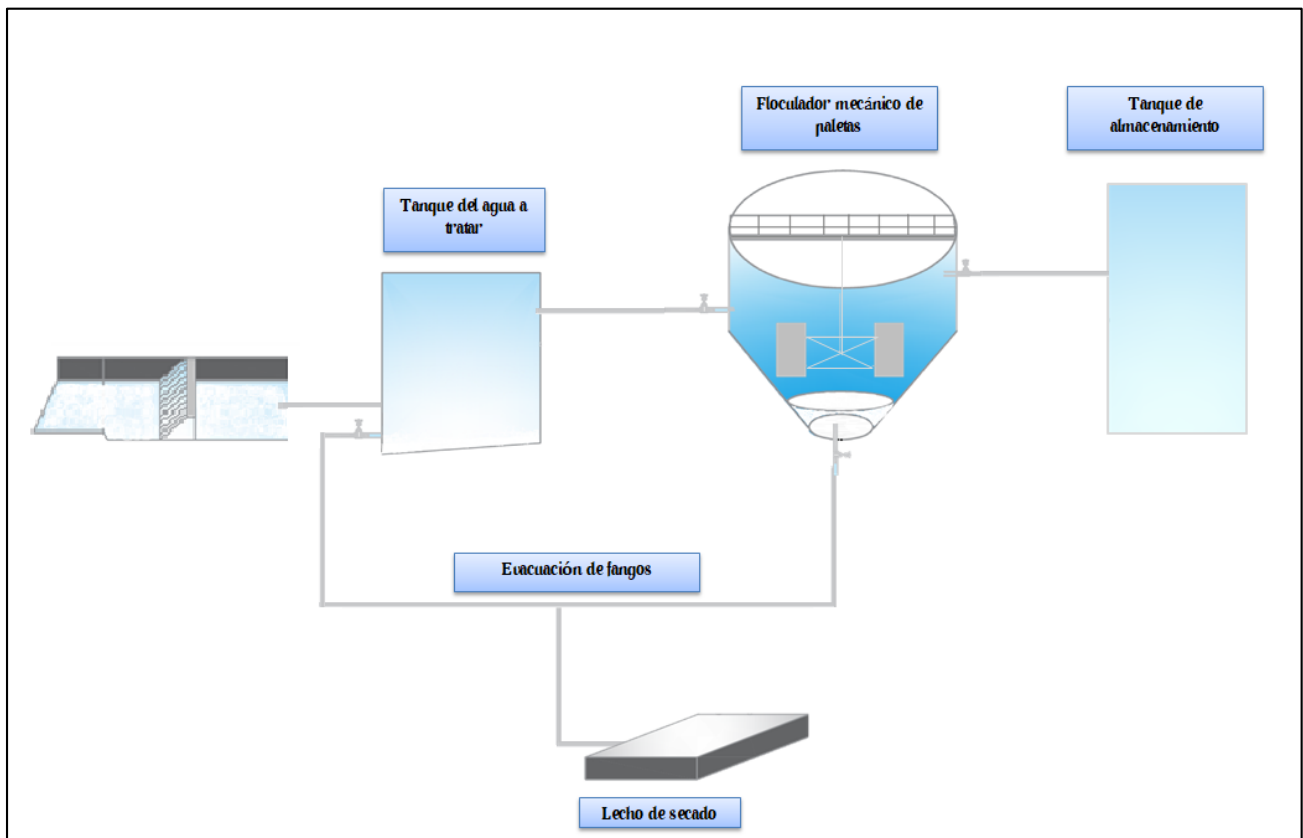 Floculador mecánico de
paletas
Tanque de
almacenamiento
Tanque del agua a
tratar
Evacuación de fangos
Lecho de secado